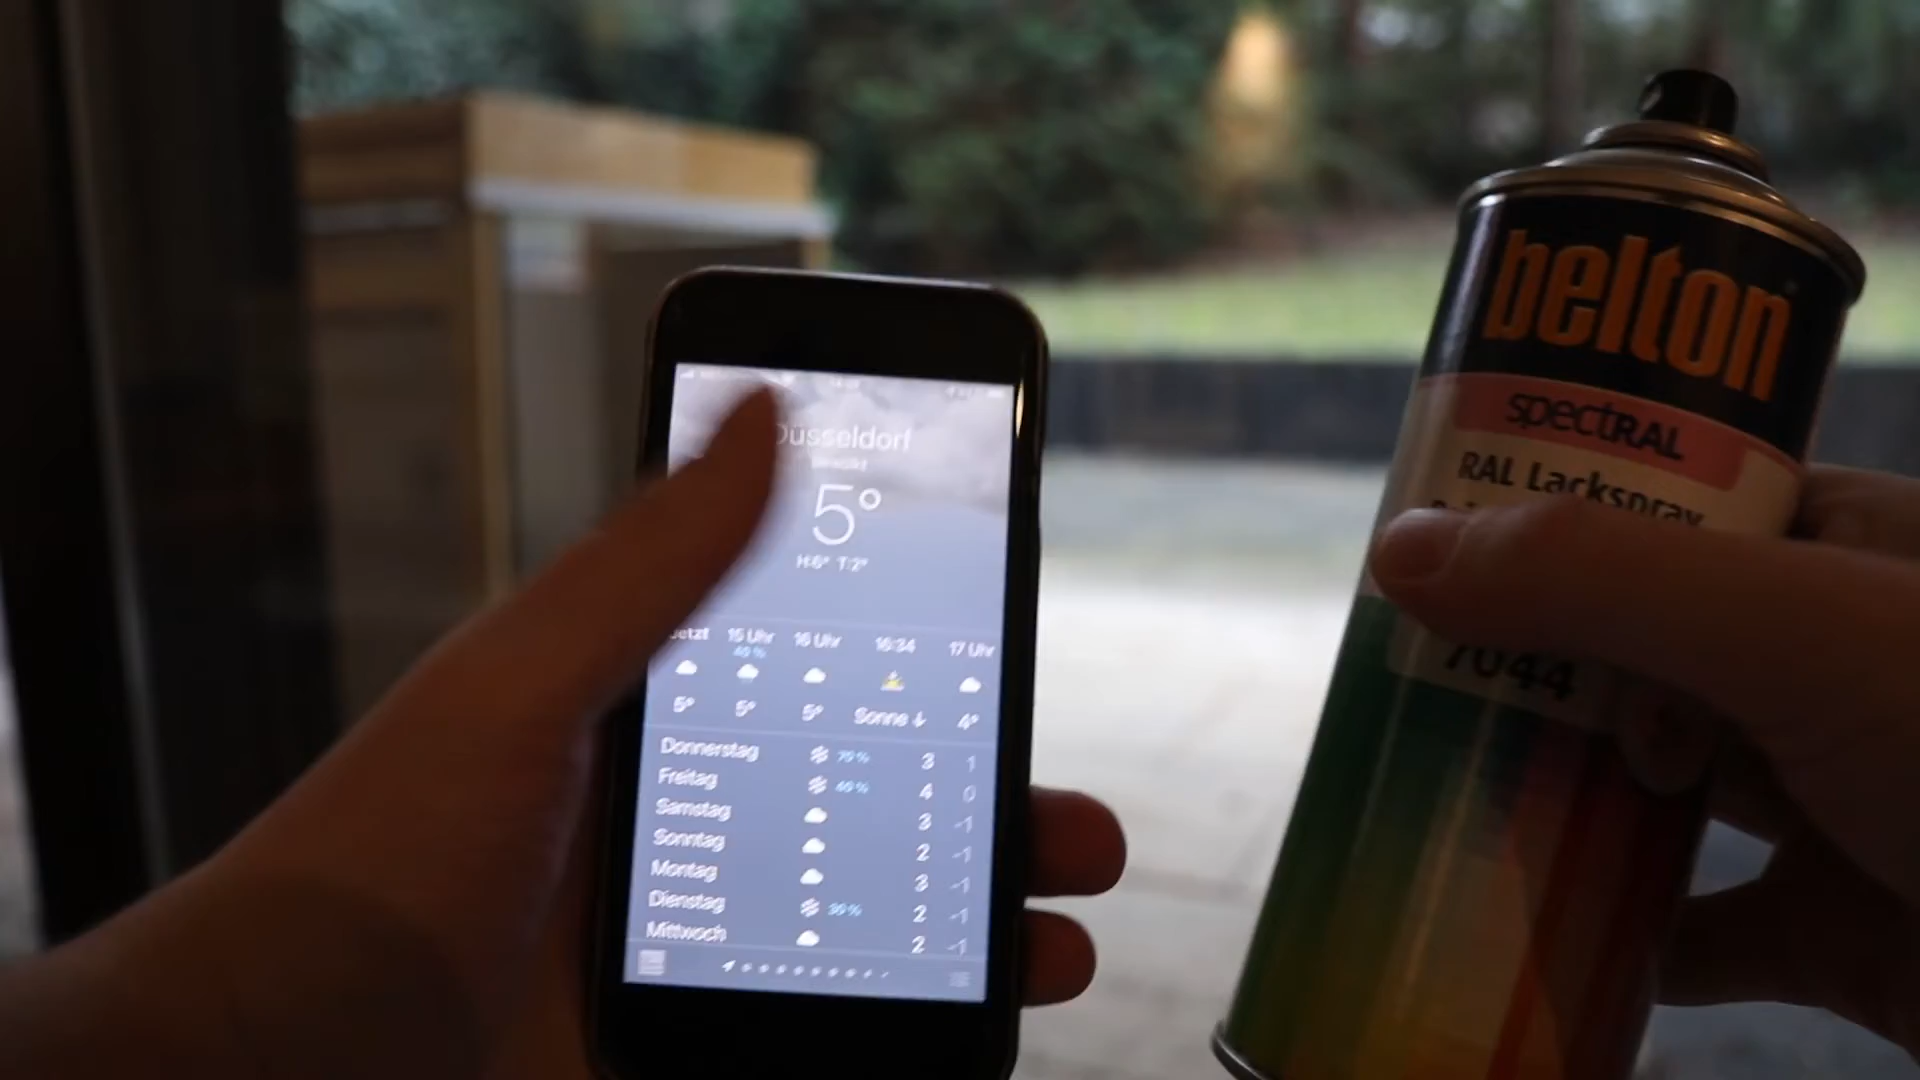 Düsseldorf
5°
H:6° T:2°
15 Uhr
16 Uhr
16:34
17 Uhr
40 %
5°
5°
5°
Sonne ↓
4°
Donnerstag 70 % 3 1
Freitag 4 0
Samstag 3 -1
Sonntag 2 -1
Montag 3 -1
Dienstag 30 % 2 -1
Mittwoch 2 -1
belton
spectRAL
RAL Lackspray
7044